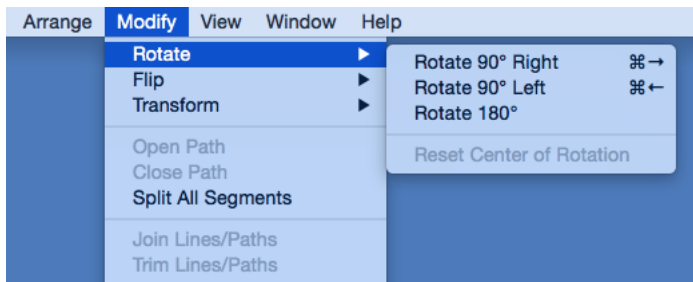 Arrange Modify View Window Help
Rotate ▶
Flip ▶
Transform ▶
Open Path
Close Path
Split All Segments
Join Lines/Paths
Trim Lines/Paths
Rotate 90° Right ⌘→
Rotate 90° Left ⌘←
Rotate 180°
Reset Center of Rotation